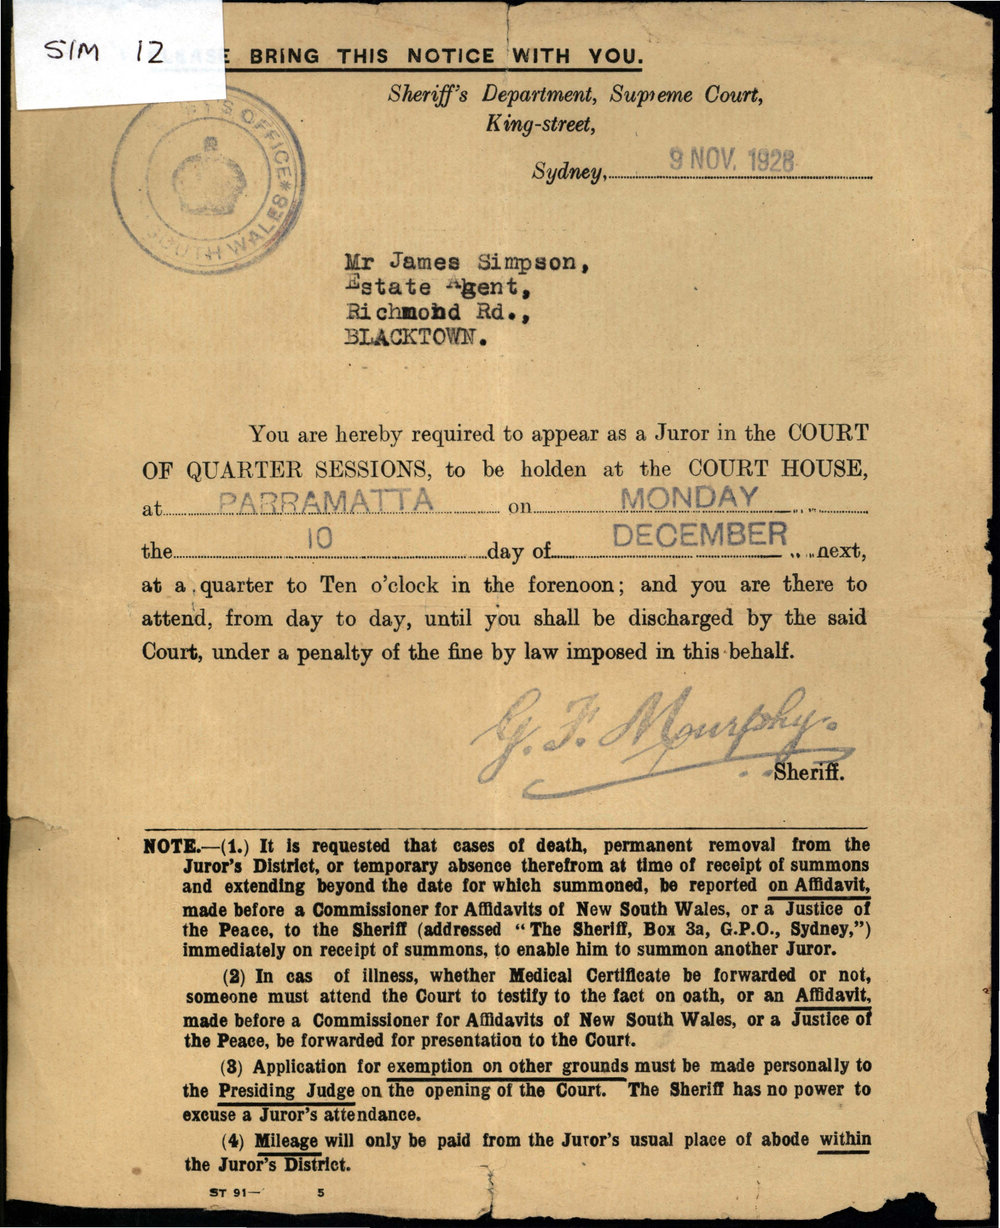 SIM 12
BRING THIS NOTICE WITH YOU.
Sheriff's Department, Supreme Court,
King-street,
Sydney, 9 NOV. 1928
OFFICE * SOUTH WALES
Mr James Simpson,
Estate Agent,
Richmond Rd.,
BLACKTOWN.
You are hereby required to appear as a Juror in the COURT
OF QUARTER SESSIONS, to be holden at the COURT HOUSE,
at PARRAMATTA on MONDAY
the 10 day of DECEMBER next,
at a quarter to Ten o'clock in the forenoon; and you are there to
attend, from day to day, until you shall be discharged by the said
Court, under a penalty of the fine by law imposed in this behalf.
G. F. Murphy.
Sheriff.
NOTE.—(1.) It is requested that cases of death, permanent removal from the
Juror's District, or temporary absence therefrom at time of receipt of summons
and extending beyond the date for which summoned, be reported on Affidavit,
made before a Commissioner for Affidavits of New South Wales, or a Justice of
the Peace, to the Sheriff (addressed "The Sheriff, Box 3a, G.P.O., Sydney,")
immediately on receipt of summons, to enable him to summon another Juror.
(2) In cas of illness, whether Medical Certificate be forwarded or not,
someone must attend the Court to testify to the fact on oath, or an Affidavit,
made before a Commissioner for Affidavits of New South Wales, or a Justice of
the Peace, be forwarded for presentation to the Court.
(3) Application for exemption on other grounds must be made personally to
the Presiding Judge on the opening of the Court. The Sheriff has no power to
excuse a Juror's attendance.
(4) Mileage will only be paid from the Juror's usual place of abode within
the Juror's District.
ST 91— 5